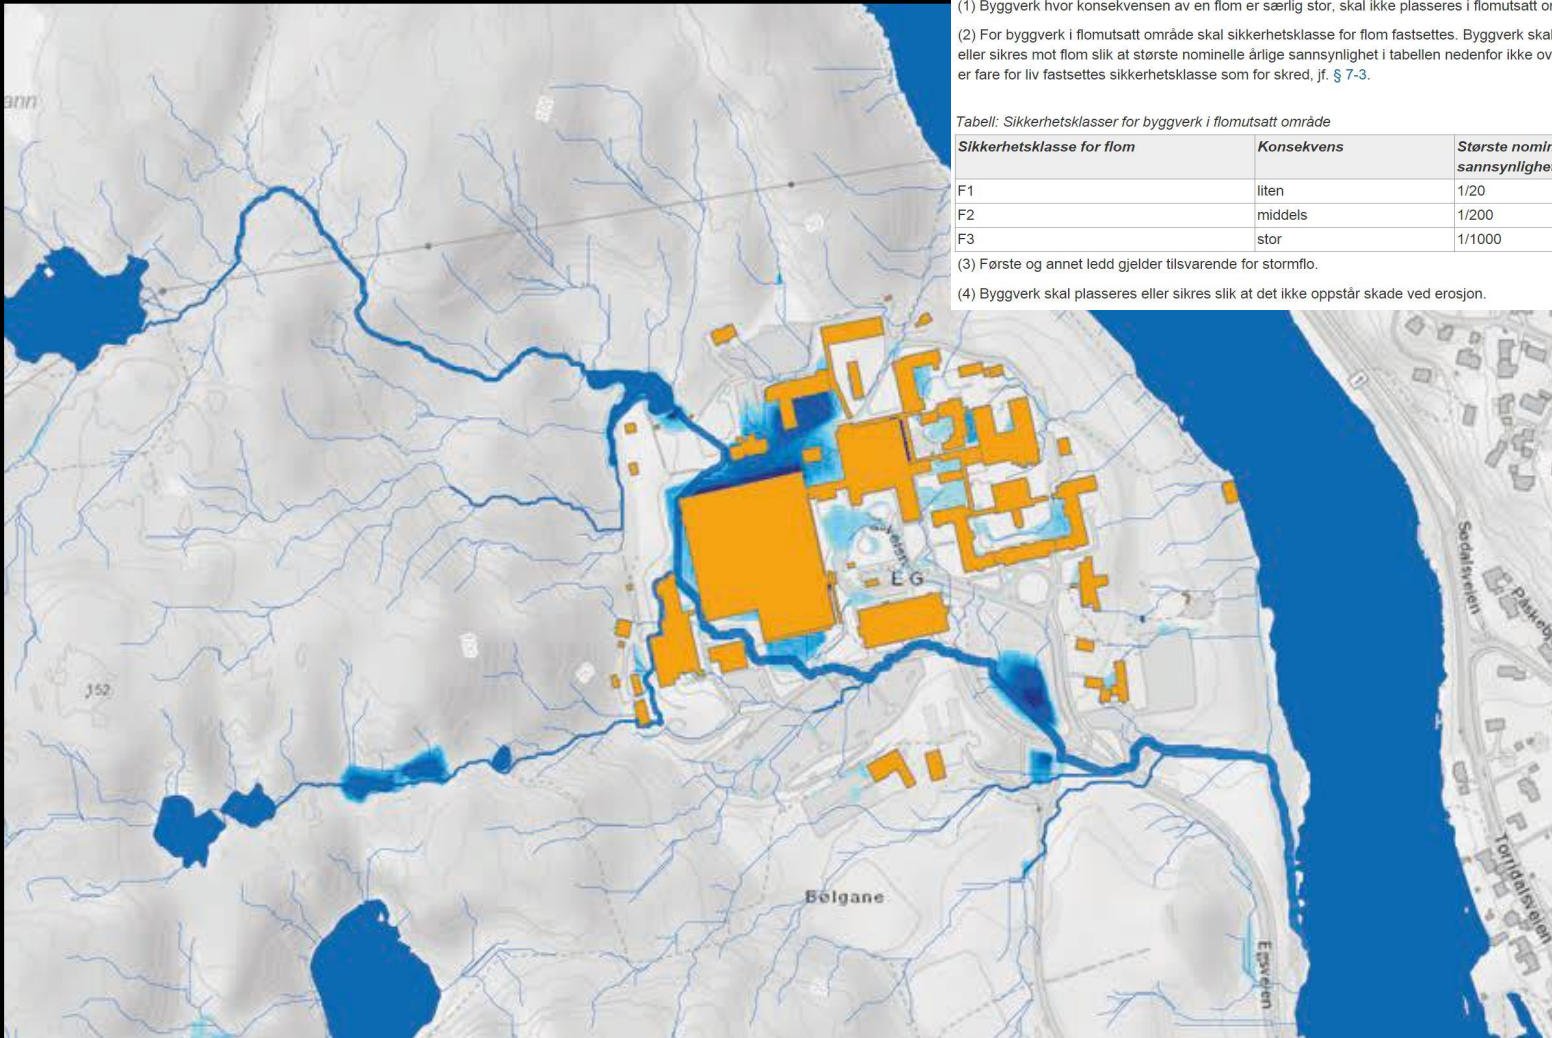 (1) Byggverk hvor konsekvensen av en flom er særlig stor, skal ikke plasseres i flomutsatt o
(2) For byggverk i flomutsatt område skal sikkerhetsklasse for flom fastsettes. Byggverk skal
eller sikres mot flom slik at største nominelle årlige sannsynlighet i tabellen nedenfor ikke ov
er fare for liv fastsettes sikkerhetsklasse som for skred, jf. § 7-3.
Tabell: Sikkerhetsklasser for byggverk i flomutsatt område
Sikkerhetsklasse for flom Konsekvens Største nomin
sannsynlighe
F1 liten 1/20
F2 middels 1/200
F3 stor 1/1000
(3) Første og annet ledd gjelder tilsvarende for stormflo.
(4) Byggverk skal plasseres eller sikres slik at det ikke oppstår skade ved erosjon.
ann
EG
152
Sødalsveien
Bølgane
Torridalsveien
Egsveien